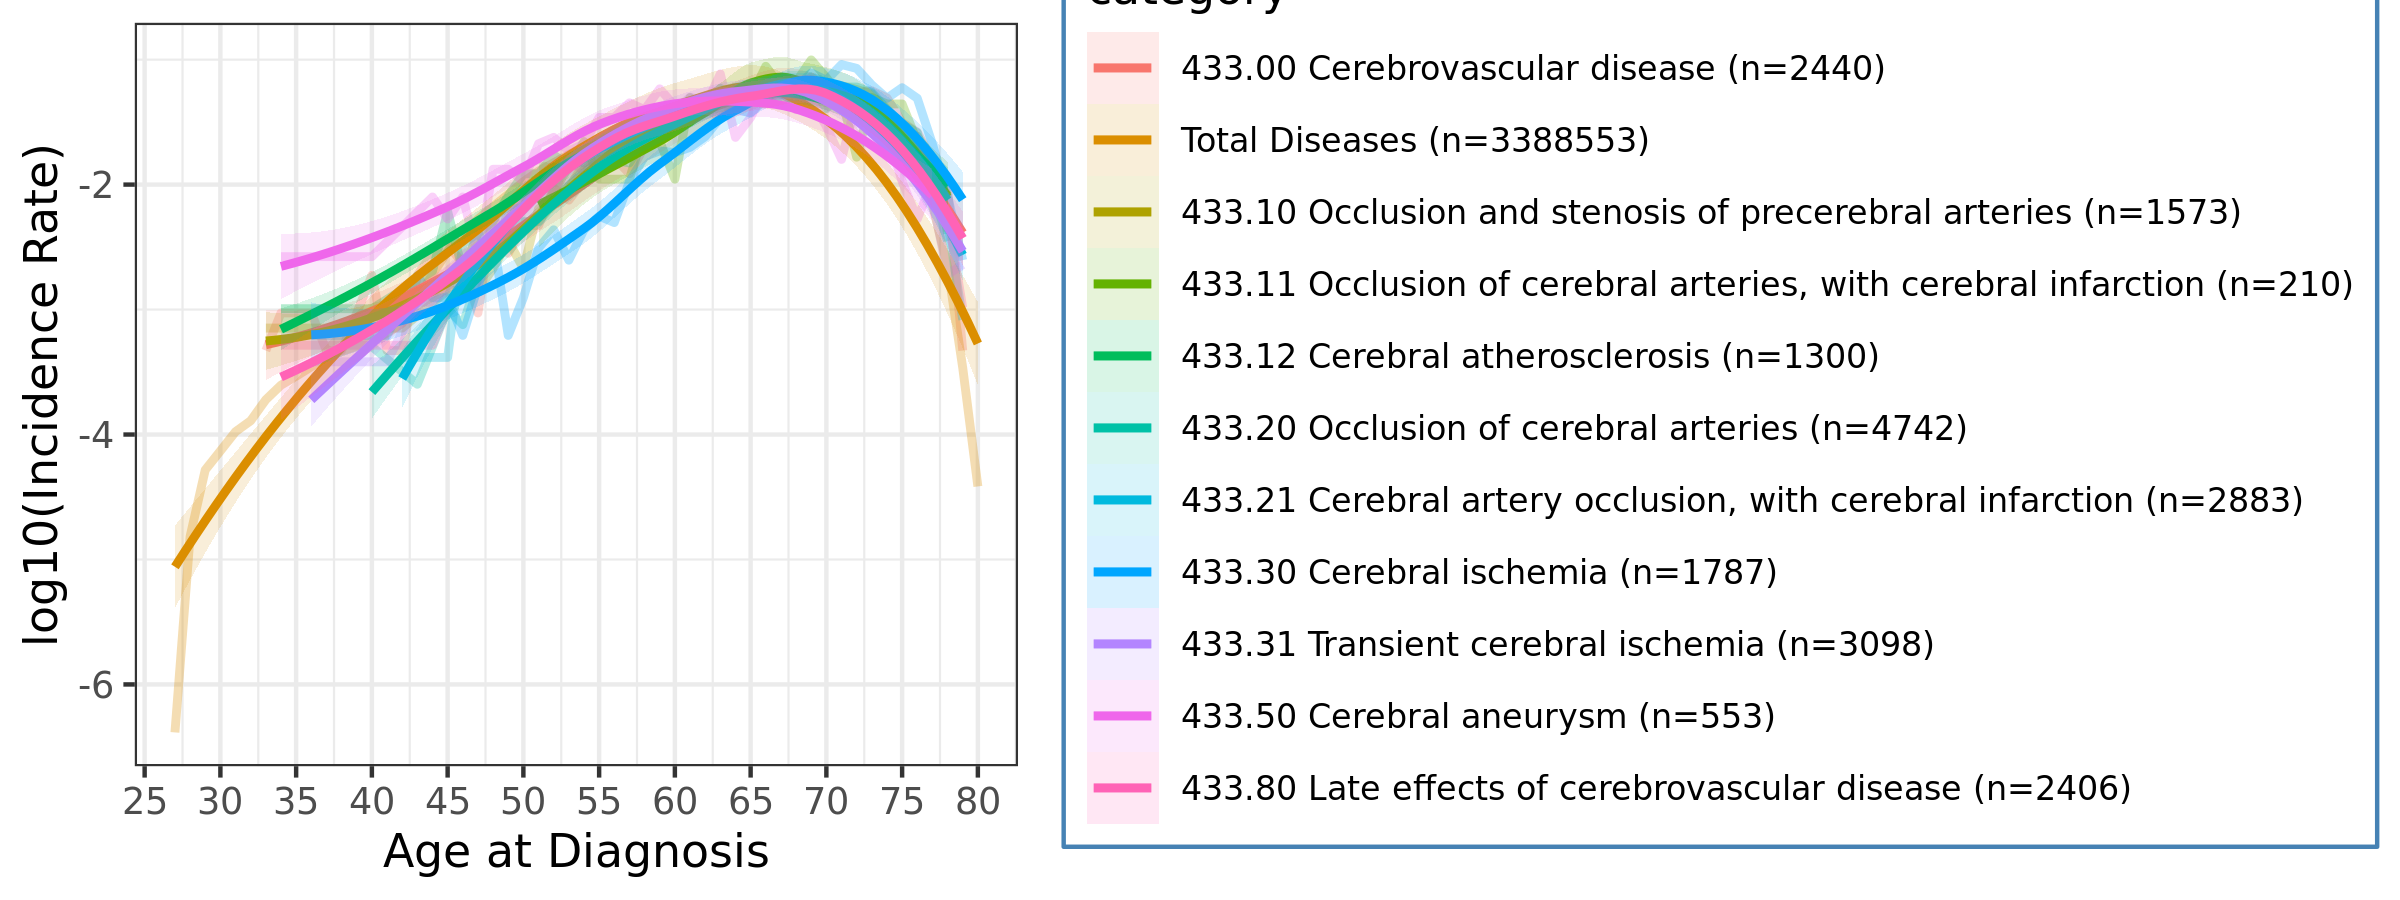 category
433.00 Cerebrovascular disease (n=2440)
Total Diseases (n=3388553)
433.10 Occlusion and stenosis of precerebral arteries (n=1573)
433.11 Occlusion of cerebral arteries, with cerebral infarction (n=210)
433.12 Cerebral atherosclerosis (n=1300)
433.20 Occlusion of cerebral arteries (n=4742)
433.21 Cerebral artery occlusion, with cerebral infarction (n=2883)
433.30 Cerebral ischemia (n=1787)
433.31 Transient cerebral ischemia (n=3098)
433.50 Cerebral aneurysm (n=553)
433.80 Late effects of cerebrovascular disease (n=2406)
log10(Incidence Rate)
-2
-4
-6
25 30 35 40 45 50 55 60 65 70 75 80
Age at Diagnosis